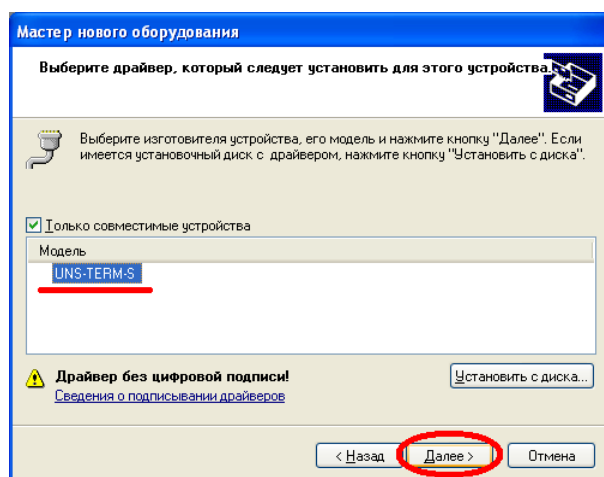 Мастер нового оборудования
Выберите драйвер, который следует установить для этого устройства.
Выберите изготовителя устройства, его модель и нажмите кнопку "Далее". Если
имеется установочный диск с драйвером, нажмите кнопку "Установить с диска".
Только совместимые устройства
Модель
UNS-TERM-S
Драйвер без цифровой подписи!
Установить с диска...
Сведения о подписывании драйверов
< Назад Далее > Отмена